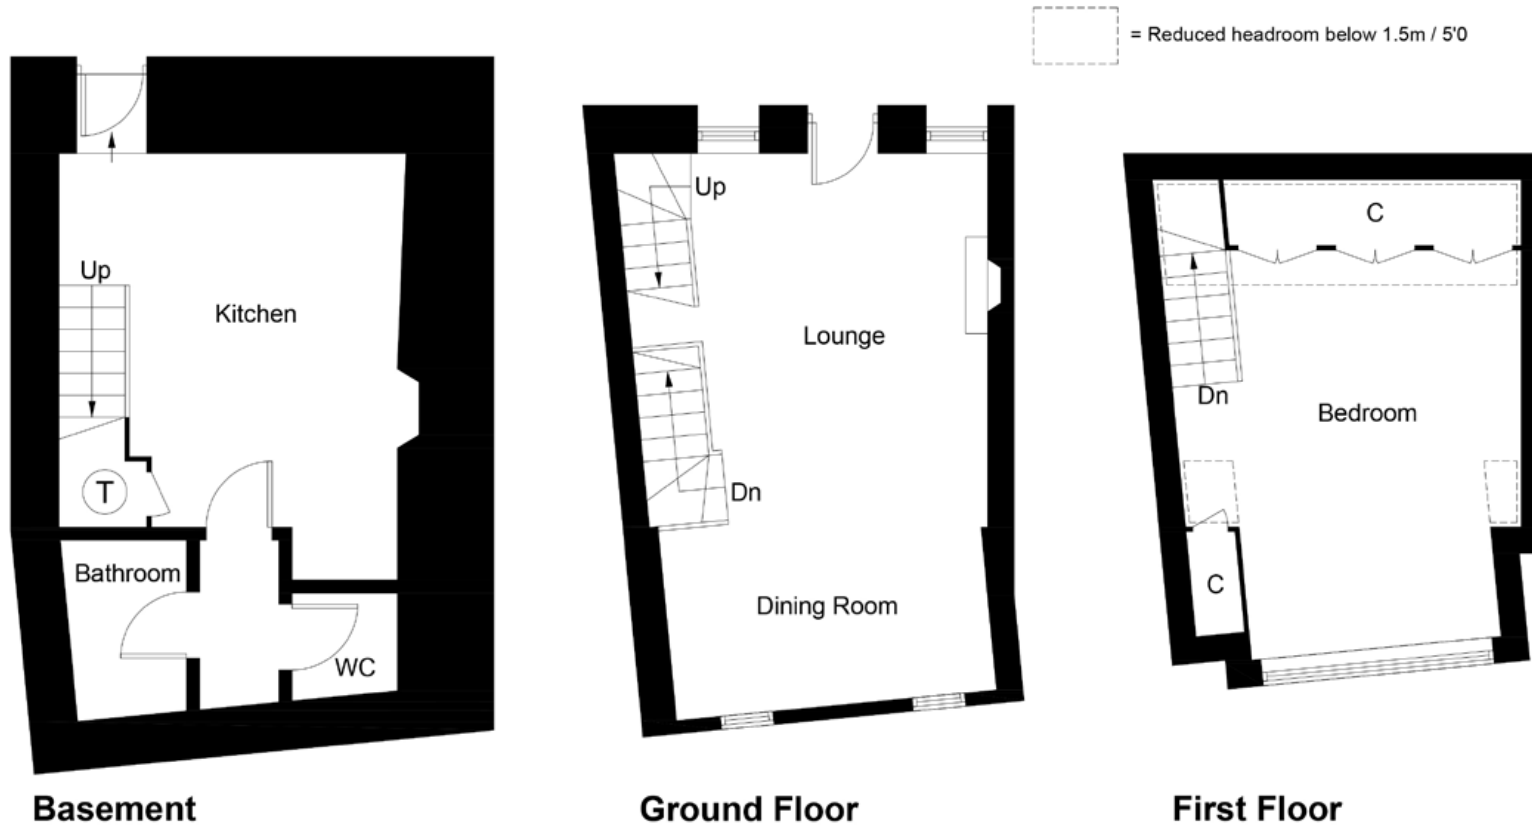 = Reduced headroom below 1.5m / 5'0
Up
Kitchen
T
Bathroom
WC
Basement
Up
Lounge
Dn
Dining Room
Ground Floor
C
Dn
Bedroom
C
First Floor